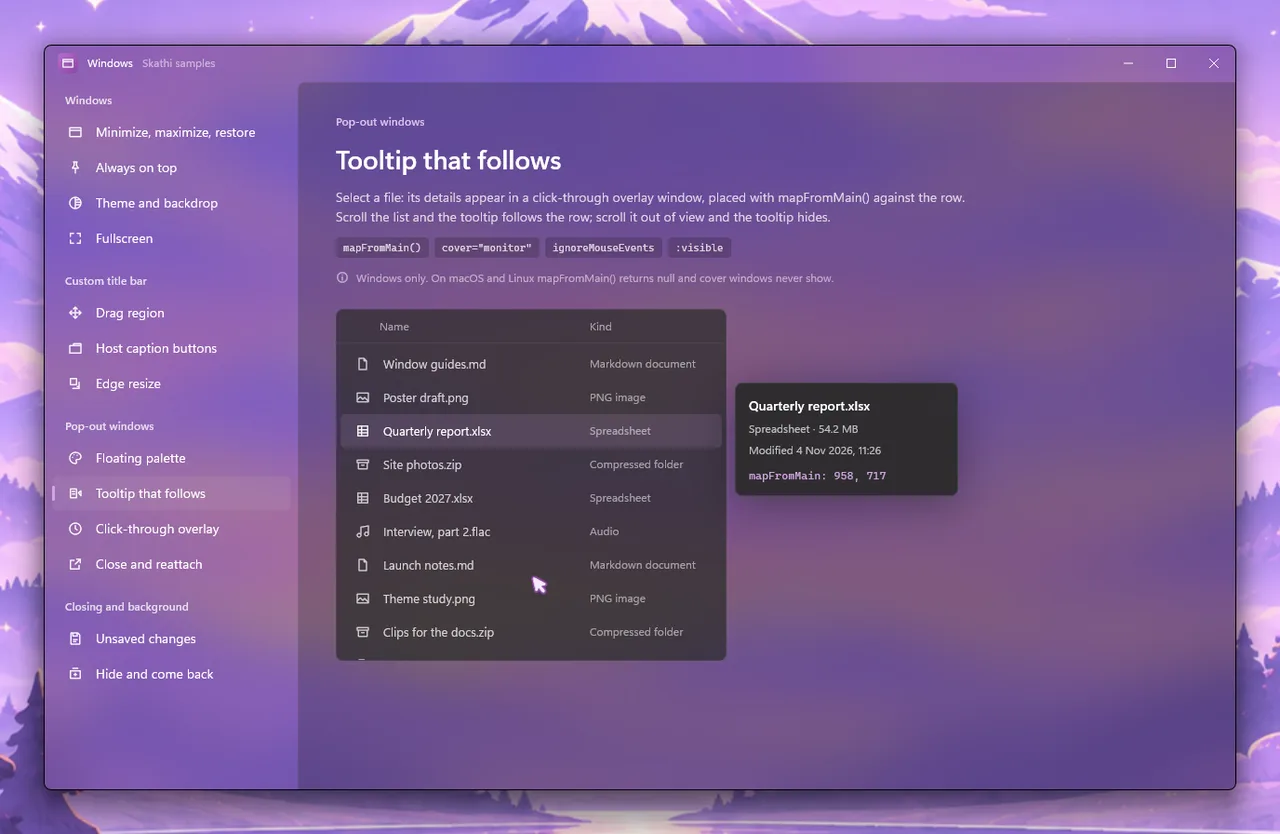 Windows Skathi samples
Windows
Minimize, maximize, restore
Always on top
Theme and backdrop
Fullscreen
Custom title bar
Drag region
Host caption buttons
Edge resize
Pop-out windows
Floating palette
Tooltip that follows
Click-through overlay
Close and reattach
Closing and background
Unsaved changes
Hide and come back
Pop-out windows
Tooltip that follows
Select a file: its details appear in a click-through overlay window, placed with mapFromMain() against the row.
Scroll the list and the tooltip follows the row; scroll it out of view and the tooltip hides.
mapFromMain() cover="monitor" ignoreMouseEvents :visible
Windows only. On macOS and Linux mapFromMain() returns null and cover windows never show.
Name Kind
Window guides.md Markdown document
Poster draft.png PNG image
Quarterly report.xlsx Spreadsheet
Site photos.zip Compressed folder
Budget 2027.xlsx Spreadsheet
Interview, part 2.flac Audio
Launch notes.md Markdown document
Theme study.png PNG image
Clips for the docs.zip Compressed folder
Quarterly report.xlsx
Spreadsheet · 54.2 MB
Modified 4 Nov 2026, 11:26
mapFromMain: 958, 717